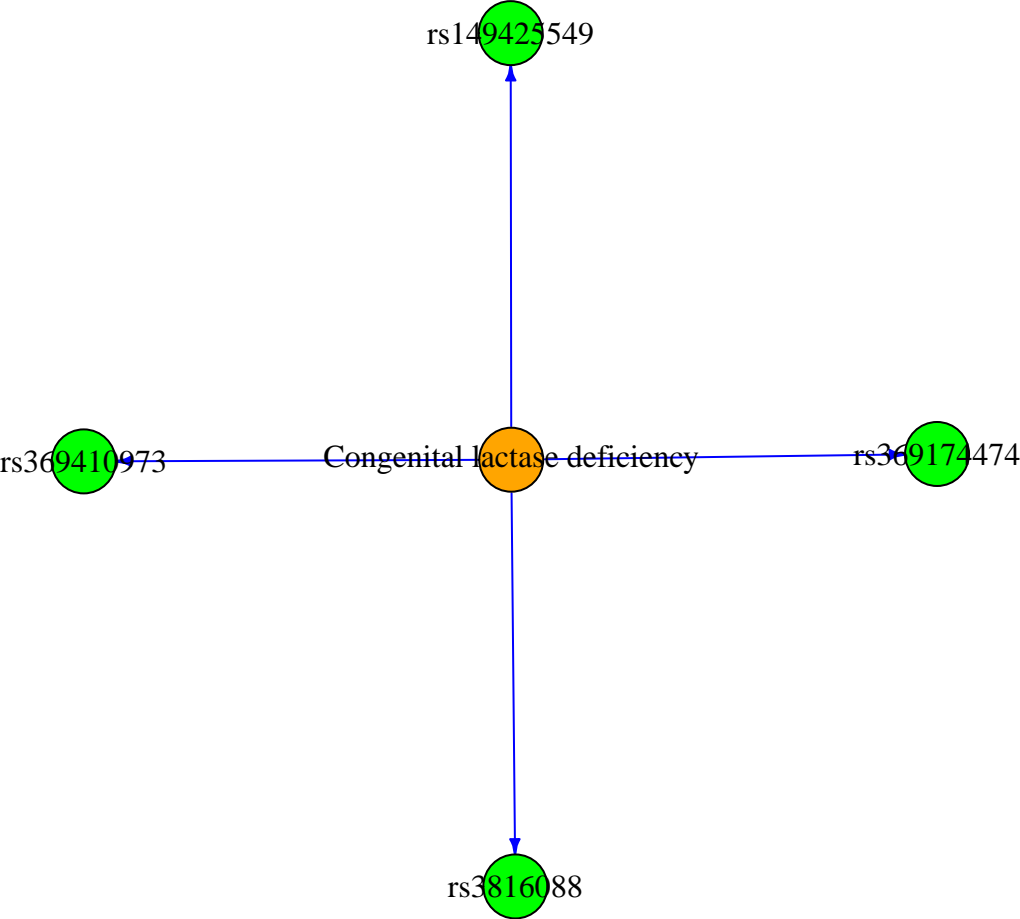 rs149425549
Congenital lactase deficiency
rs369410973
rs369174474
rs3816088